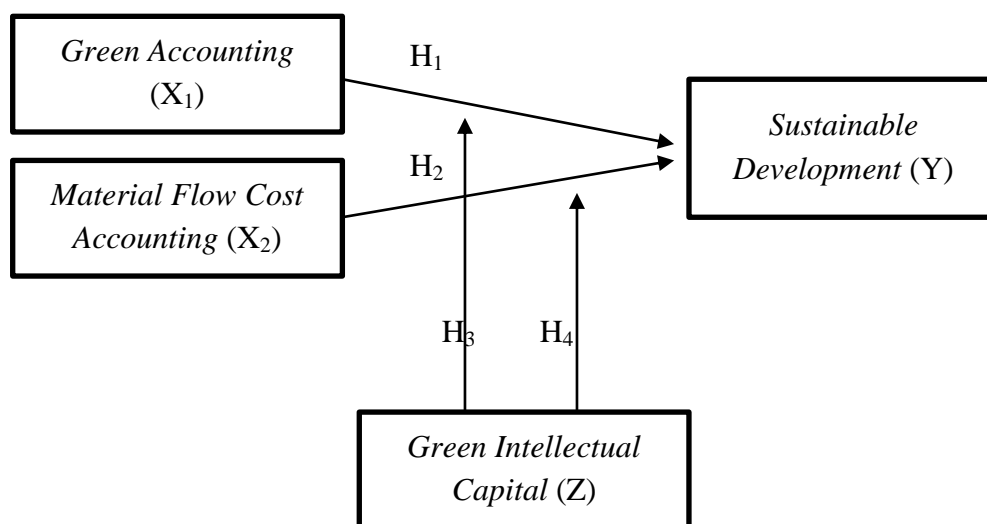 Green Accounting
(X₁)
H₁
Sustainable
Development (Y)
H₂
Material Flow Cost
Accounting (X₂)
H₃
H₄
Green Intellectual
Capital (Z)